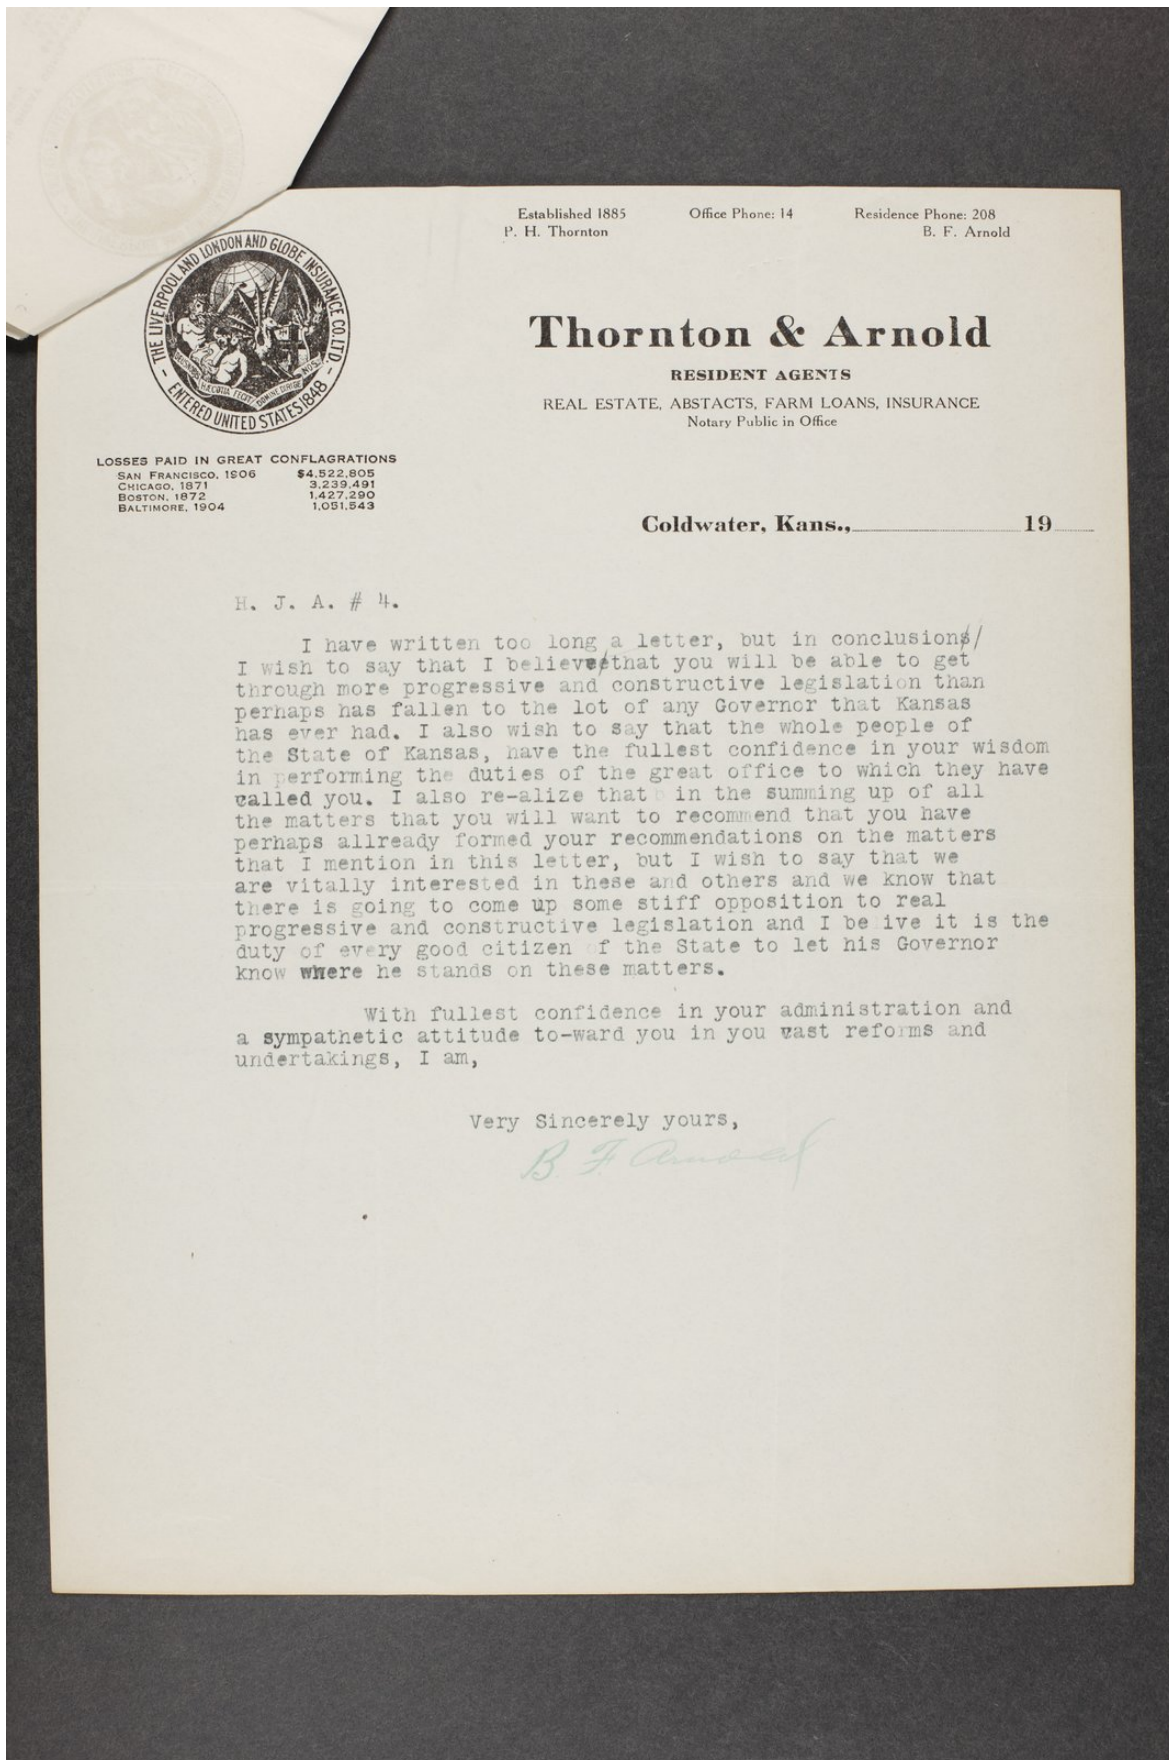 Established 1885 Office Phone: 14 Residence Phone: 208
P. H. Thornton B. F. Arnold
THE LIVERPOOL AND LONDON AND GLOBE INSURANCE CO. LTD.
- ENTERED UNITED STATES 1848 -
HÆC OTIA FECIT DOMINE DIRIGE NOS
Thornton & Arnold
RESIDENT AGENTS
REAL ESTATE, ABSTACTS, FARM LOANS, INSURANCE
Notary Public in Office
LOSSES PAID IN GREAT CONFLAGRATIONS
SAN FRANCISCO, 1906 $4,522,805
CHICAGO, 1871 3,239,491
BOSTON, 1872 1,427,290
BALTIMORE, 1904 1,051,543
Coldwater, Kans., 19
H. J. A. # 4.
I have written too long a letter, but in conclusion/
I wish to say that I believe that you will be able to get
through more progressive and constructive legislation than
perhaps has fallen to the lot of any Governor that Kansas
has ever had. I also wish to say that the whole people of
the State of Kansas, have the fullest confidence in your wisdom
in performing the duties of the great office to which they have
called you. I also re-alize that in the summing up of all
the matters that you will want to recommend that you have
perhaps allready formed your recommendations on the matters
that I mention in this letter, but I wish to say that we
are vitally interested in these and others and we know that
there is going to come up some stiff opposition to real
progressive and constructive legislation and I be ive it is the
duty of every good citizen of the State to let his Governor
know where he stands on these matters.
With fullest confidence in your administration and
a sympathetic attitude to-ward you in you vast reforms and
undertakings, I am,
Very Sincerely yours,
B. F. Arnold